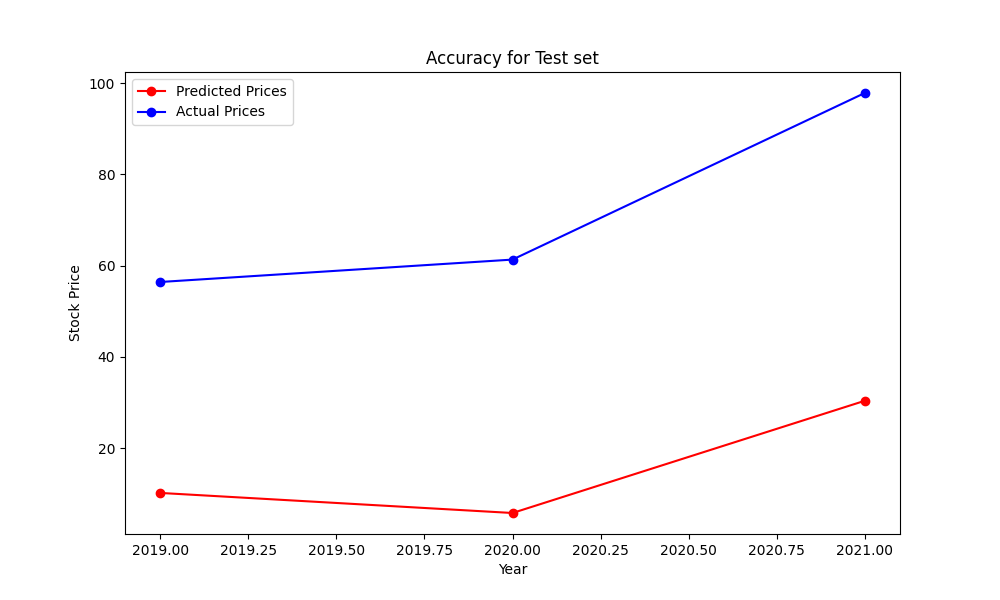 Accuracy for Test set
Predicted Prices
Actual Prices
100
80
60
40
20
Stock Price
2019.00 2019.25 2019.50 2019.75 2020.00 2020.25 2020.50 2020.75 2021.00
Year